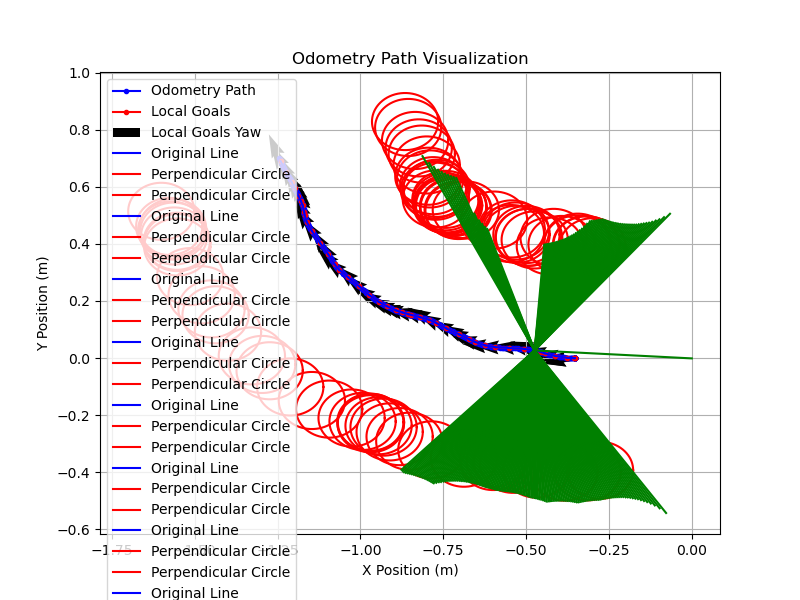 Odometry Path Visualization
1.0
0.8
0.6
0.4
0.2
0.0
−0.2
−0.4
−0.6
Y Position (m)
Odometry Path
Local Goals
Local Goals Yaw
Original Line
Perpendicular Circle
Perpendicular Circle
Original Line
Perpendicular Circle
Perpendicular Circle
Original Line
Perpendicular Circle
Perpendicular Circle
Original Line
Perpendicular Circle
Perpendicular Circle
Original Line
Perpendicular Circle
Perpendicular Circle
Original Line
Perpendicular Circle
Perpendicular Circle
Original Line
Perpendicular Circle
Perpendicular Circle
Original Line
−1.75 −1.00 −0.75 −0.50 −0.25 0.00
X Position (m)